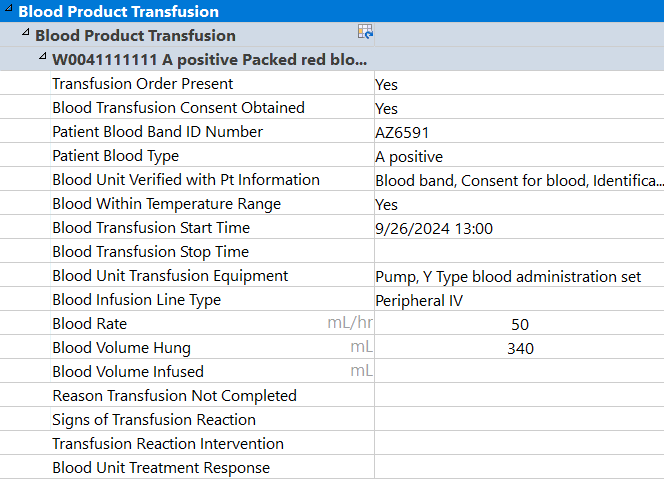 Blood Product Transfusion
Blood Product Transfusion
W0041111111 A positive Packed red blo...
Transfusion Order Present Yes
Blood Transfusion Consent Obtained Yes
Patient Blood Band ID Number AZ6591
Patient Blood Type A positive
Blood Unit Verified with Pt Information Blood band, Consent for blood, Identifica...
Blood Within Temperature Range Yes
Blood Transfusion Start Time 9/26/2024 13:00
Blood Transfusion Stop Time
Blood Unit Transfusion Equipment Pump, Y Type blood administration set
Blood Infusion Line Type Peripheral IV
Blood Rate mL/hr 50
Blood Volume Hung mL 340
Blood Volume Infused mL
Reason Transfusion Not Completed
Signs of Transfusion Reaction
Transfusion Reaction Intervention
Blood Unit Treatment Response